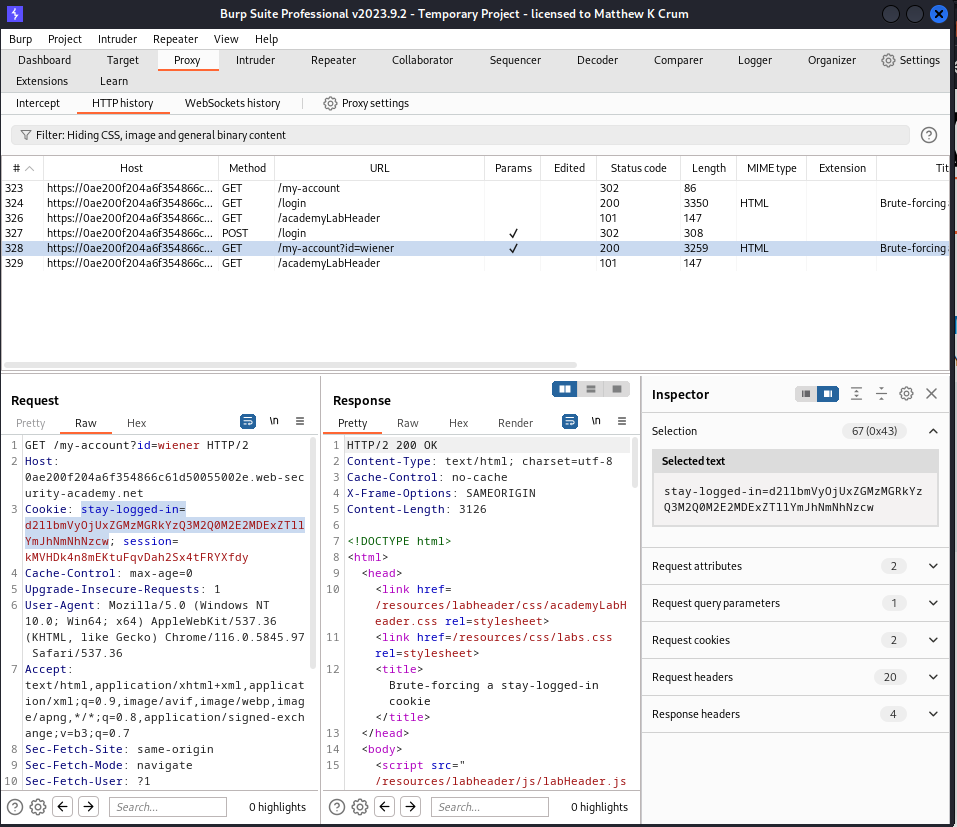 Burp Suite Professional v2023.9.2 - Temporary Project - licensed to Matthew K Crum
Burp Project Intruder Repeater View Help
Dashboard Target Proxy Intruder Repeater Collaborator Sequencer Decoder Comparer Logger Organizer Settings
Extensions Learn
Intercept HTTP history WebSockets history Proxy settings
Filter: Hiding CSS, image and general binary content
# Host Method URL Params Edited Status code Length MIME type Extension Tit
323 https://0ae200f204a6f354866c... GET /my-account 302 86
324 https://0ae200f204a6f354866c... GET /login 200 3350 HTML Brute-forcing
326 https://0ae200f204a6f354866c... GET /academyLabHeader 101 147
327 https://0ae200f204a6f354866c... POST /login ✓ 302 308
328 https://0ae200f204a6f354866c... GET /my-account?id=wiener ✓ 200 3259 HTML Brute-forcing
329 https://0ae200f204a6f354866c... GET /academyLabHeader 101 147
Request
Pretty Raw Hex \n
1 GET /my-account?id=wiener HTTP/2
2 Host:
0ae200f204a6f354866c61d50055002e.web-sec
urity-academy.net
3 Cookie: stay-logged-in=
d2llbmVyOjUxZGMzMGRkYzQ3M2Q0M2E2MDExZTll
YmJhNmNhNzcw; session=
kMVHDk4n8mEKtuFqvDah2Sx4tFRYXfdy
4 Cache-Control: max-age=0
5 Upgrade-Insecure-Requests: 1
6 User-Agent: Mozilla/5.0 (Windows NT
10.0; Win64; x64) AppleWebKit/537.36
(KHTML, like Gecko) Chrome/116.0.5845.97
Safari/537.36
7 Accept:
text/html,application/xhtml+xml,applicat
ion/xml;q=0.9,image/avif,image/webp,imag
e/apng,*/*;q=0.8,application/signed-exch
ange;v=b3;q=0.7
8 Sec-Fetch-Site: same-origin
9 Sec-Fetch-Mode: navigate
10 Sec-Fetch-User: ?1
Search... 0 highlights
Response
Pretty Raw Hex Render \n
1 HTTP/2 200 OK
2 Content-Type: text/html; charset=utf-8
3 Cache-Control: no-cache
4 X-Frame-Options: SAMEORIGIN
5 Content-Length: 3126
6
7 <!DOCTYPE html>
8 <html>
9 <head>
10 <link href=
/resources/labheader/css/academyLabH
eader.css rel=stylesheet>
11 <link href=/resources/css/labs.css
rel=stylesheet>
12 <title>
Brute-forcing a stay-logged-in
cookie
</title>
13 </head>
14 <body>
15 <script src="
/resources/labheader/js/labHeader.js
Search... 0 highlights
Inspector
Selection 67 (0x43)
Selected text
stay-logged-in=d2llbmVyOjUxZGMzMGRkYz
Q3M2Q0M2E2MDExZTllYmJhNmNhNzcw
Request attributes 2
Request query parameters 1
Request cookies 2
Request headers 20
Response headers 4